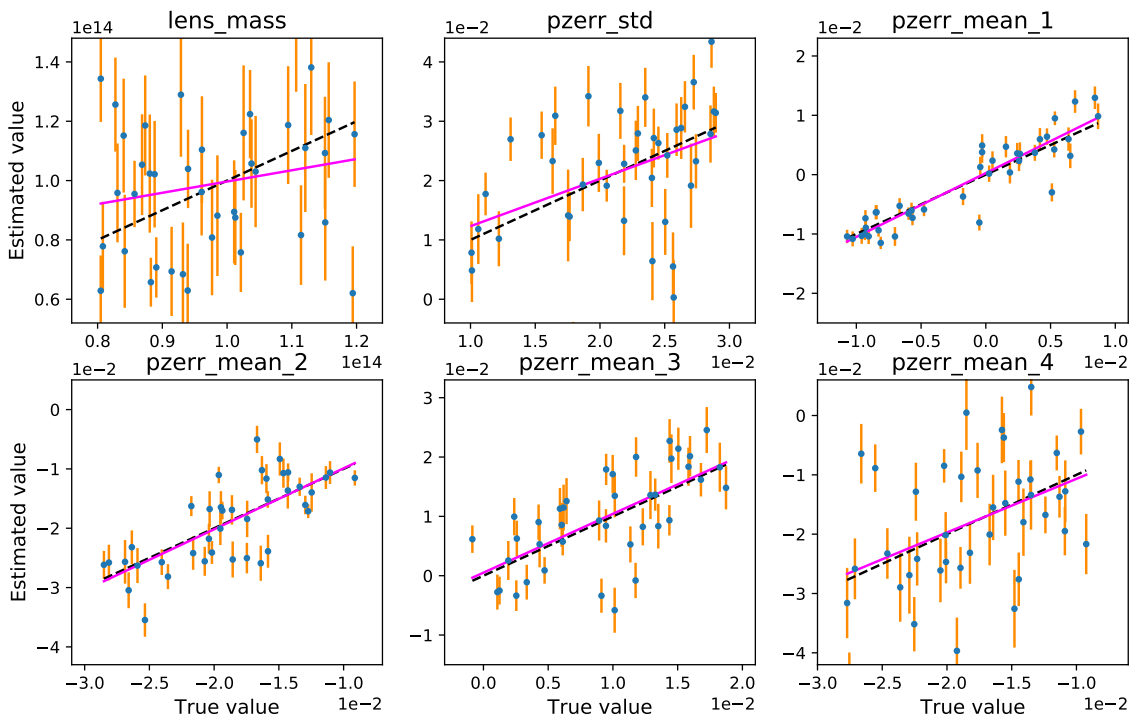 lens_mass
pzerr_std
pzerr_mean_1
1e14
1e−2
1e−2
Estimated value
1.4
1.2
1.0
0.8
0.6
4
3
2
1
0
2
1
0
−1
−2
0.8 0.9 1.0 1.1 1.2
1e14
1.0 1.5 2.0 2.5 3.0
1e−2
−1.0 −0.5 0.0 0.5 1.0
1e−2
pzerr_mean_2
pzerr_mean_3
pzerr_mean_4
1e−2
1e−2
1e−2
Estimated value
0
−1
−2
−3
−4
3
2
1
0
−1
0
−1
−2
−3
−4
−3.0 −2.5 −2.0 −1.5 −1.0
1e−2
0.0 0.5 1.0 1.5 2.0
1e−2
−3.0 −2.5 −2.0 −1.5 −1.0
1e−2
True value
True value
True value